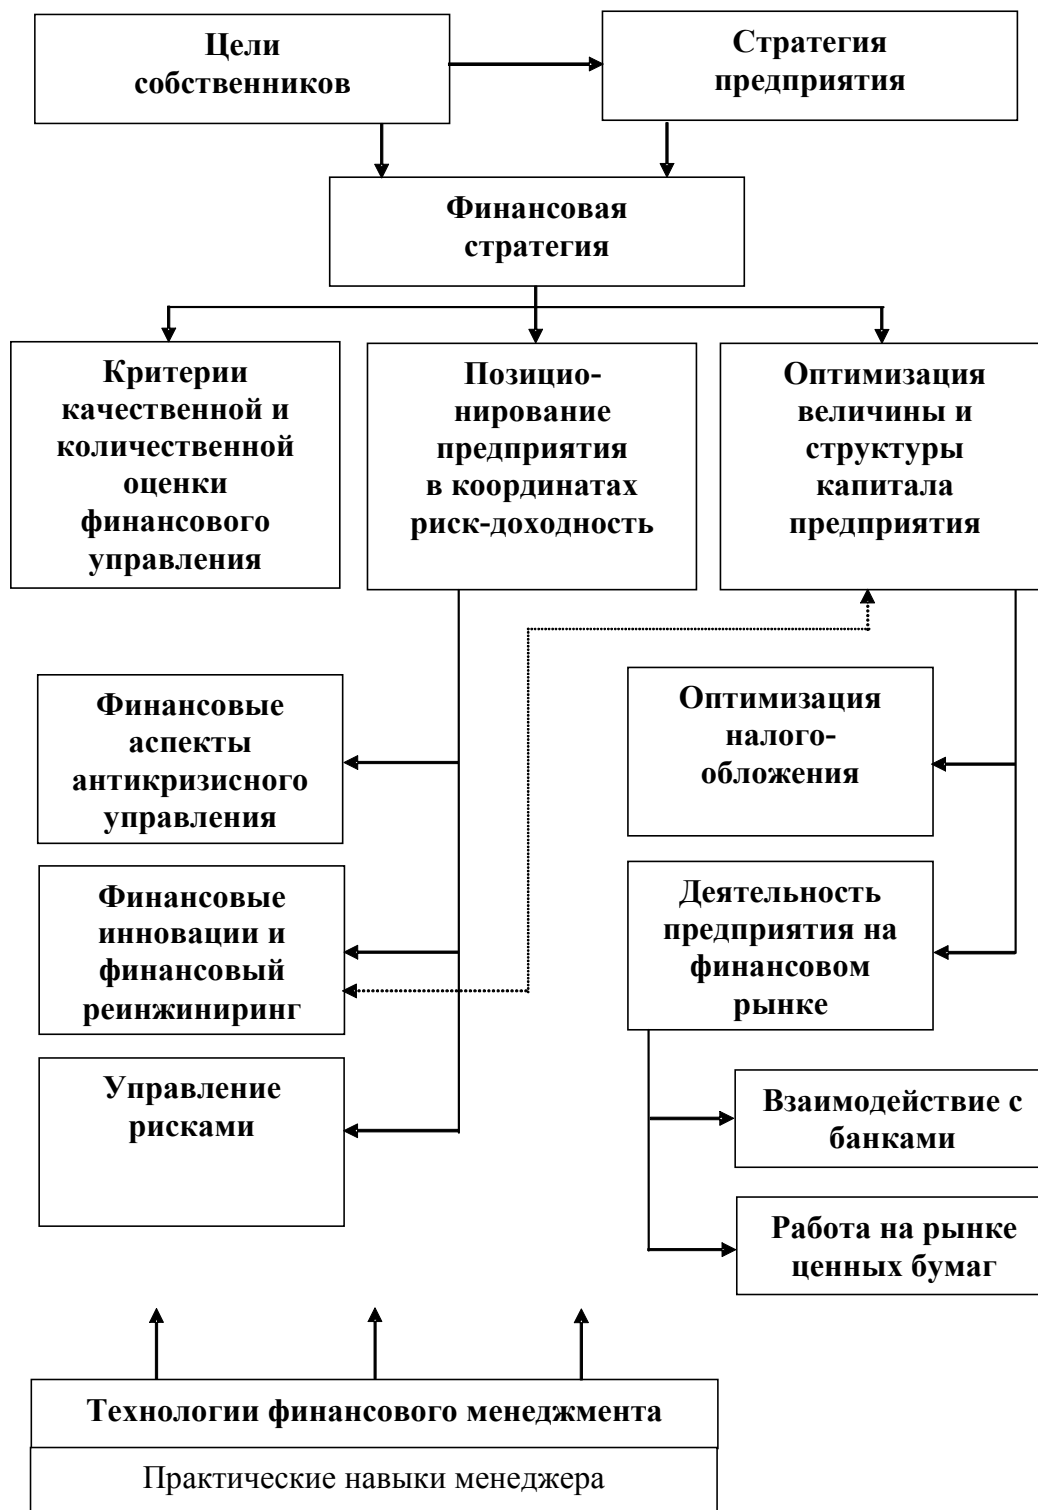 Цели
собственников
Стратегия
предприятия
Финансовая
стратегия
Критерии
качественной и
количественной
оценки
финансового
управления
Позицио-
нирование
предприятия
в координатах
риск-доходность
Оптимизация
величины и
структуры
капитала
предприятия
Финансовые
аспекты
антикризисного
управления
Оптимизация
налого-
обложения
Финансовые
инновации и
финансовый
реинжиниринг
Деятельность
предприятия на
финансовом
рынке
Управление
рисками
Взаимодействие с
банками
Работа на рынке
ценных бумаг
Технологии финансового менеджмента
Практические навыки менеджера